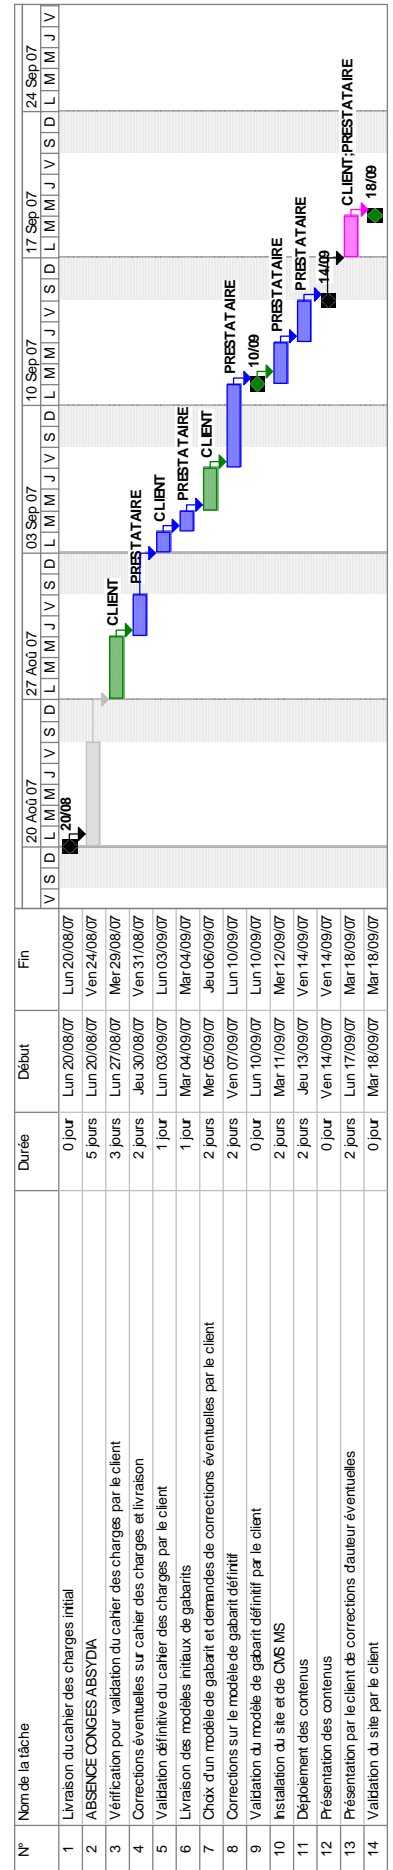 N° Nom de la tâche Durée Début Fin 20 Aoû 07 27 Aoû 07 03 Sep 07 10 Sep 07 17 Sep 07 24 Sep 07
V S D L M M J V S D L M M J V S D L M M J V S D L M M J V S D L M M J V S D L M M J V
1 Livraison du cahier des charges initial 0 jour Lun 20/08/07 Lun 20/08/07 20/08
2 ABSENCE CONGES ABSYDIA 5 jours Lun 20/08/07 Ven 24/08/07
3 Vérification pour validation du cahier des charges par le client 3 jours Lun 27/08/07 Mer 29/08/07 CLIENT
4 Corrections éventuelles sur cahier des charges et livraison 2 jours Jeu 30/08/07 Ven 31/08/07 PRESTATAIRE
5 Validation définitive du cahier des charges par le client 1 jour Lun 03/09/07 Lun 03/09/07 CLIENT
6 Livraison des modèles initiaux de gabarits 1 jour Mar 04/09/07 Mar 04/09/07 PRESTATAIRE
7 Choix d'un modèle de gabarit et demandes de corrections éventuelles par le client 2 jours Mer 05/09/07 Jeu 06/09/07 CLIENT
8 Corrections sur le modèle de gabarit définitif 2 jours Ven 07/09/07 Lun 10/09/07 PRESTATAIRE
9 Validation du modèle de gabarit définitif par le client 0 jour Lun 10/09/07 Lun 10/09/07 10/09
10 Installation du site et de CMS MS 2 jours Mar 11/09/07 Mer 12/09/07 PRESTATAIRE
11 Déploiement des contenus 2 jours Jeu 13/09/07 Ven 14/09/07 PRESTATAIRE
12 Présentation des contenus 0 jour Ven 14/09/07 Ven 14/09/07 14/09
13 Présentation par le client de corrections d'auteur éventuelles 2 jours Lun 17/09/07 Mar 18/09/07 CLIENT;PRESTATAIRE
14 Validation du site par le client 0 jour Mar 18/09/07 Mar 18/09/07 18/09